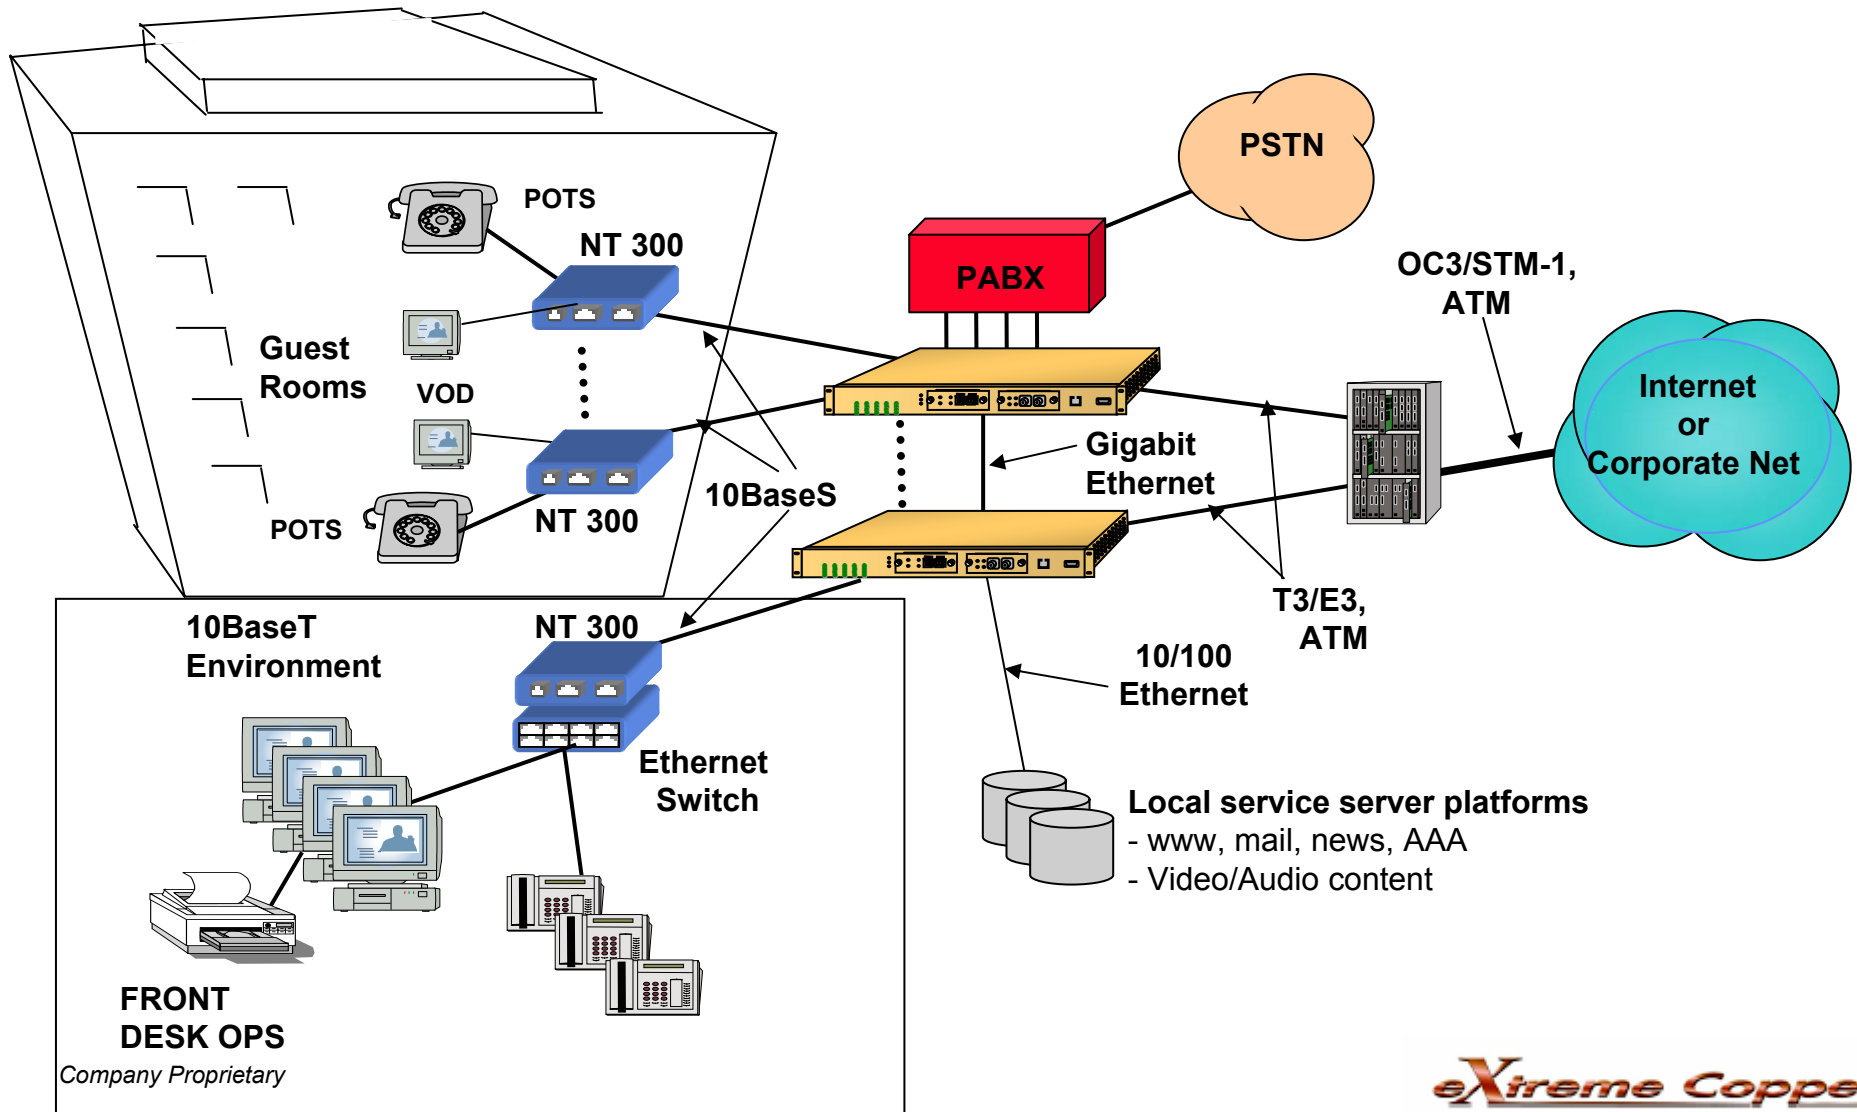 PSTN
POTS
NT 300
PABX
OC3/STM-1,
ATM
Guest
Rooms
VOD
Internet
or
Corporate Net
Gigabit
Ethernet
10BaseS
POTS
NT 300
T3/E3,
ATM
10BaseT
Environment
NT 300
10/100
Ethernet
Ethernet
Switch
Local service server platforms
- www, mail, news, AAA
- Video/Audio content
FRONT
DESK OPS
Company Proprietary
eXtreme Coppe